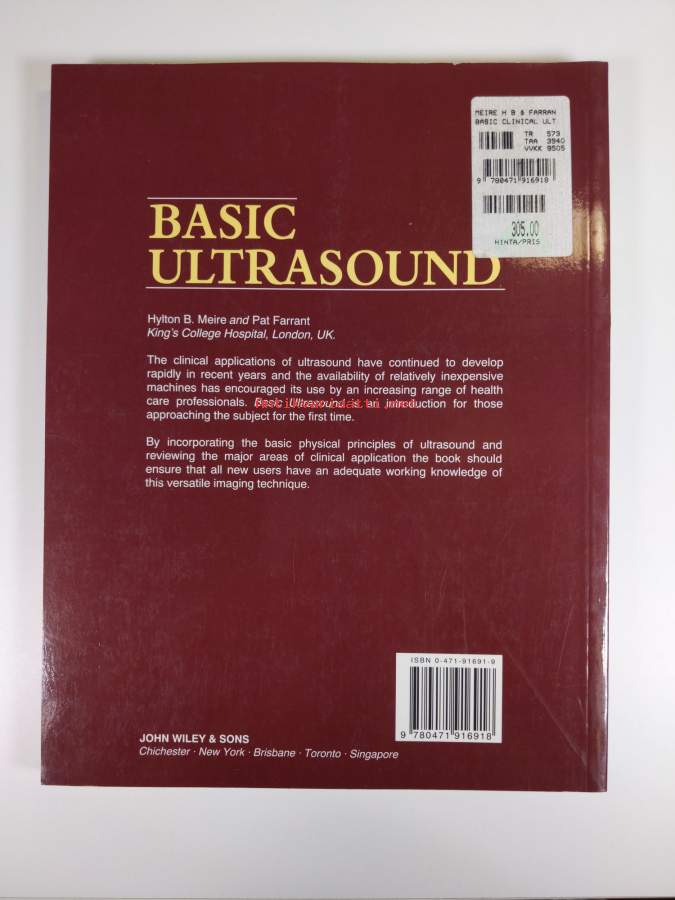 MEIRE H B & FARRAN
BASIC CLINICAL ULT
TR 573
TAA 3940
VVKK 9505
9 780471 916918
305.00
HINTA/PRIS
BASIC
ULTRASOUND
Hylton B. Meire and Pat Farrant
King's College Hospital, London, UK.
The clinical applications of ultrasound have continued to develop
rapidly in recent years and the availability of relatively inexpensive
machines has encouraged its use by an increasing range of health
care professionals. Basic Ultrasound is an introduction for those
approaching the subject for the first time.
By incorporating the basic physical principles of ultrasound and
reviewing the major areas of clinical application the book should
ensure that all new users have an adequate working knowledge of
this versatile imaging technique.
ISBN 0-471-91691-9
9 780471 916918
JOHN WILEY & SONS
Chichester · New York · Brisbane · Toronto · Singapore